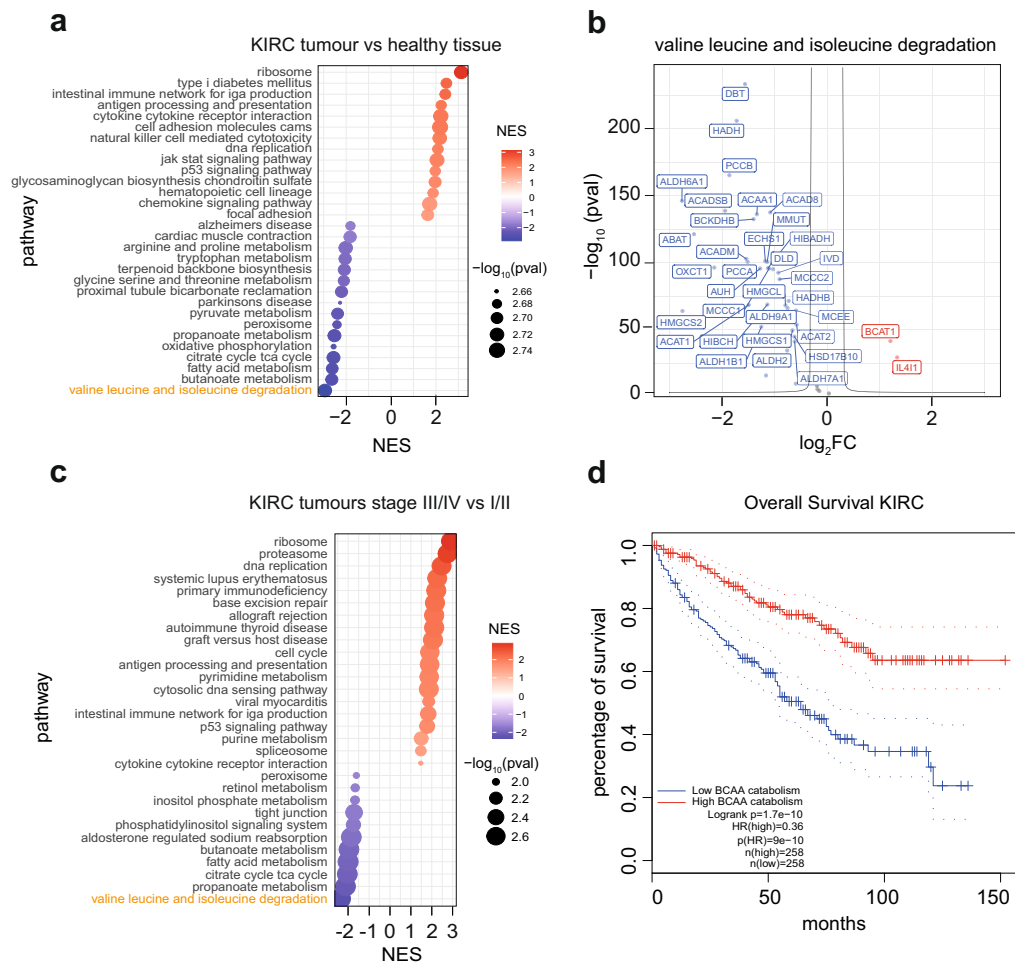 a
KIRC tumour vs healthy tissue
pathway
ribosome
type i diabetes mellitus
intestinal immune network for iga production
antigen processing and presentation
cytokine cytokine receptor interaction
cell adhesion molecules cams
natural killer cell mediated cytotoxicity
dna replication
jak stat signaling pathway
p53 signaling pathway
glycosaminoglycan biosynthesis chondroitin sulfate
hematopoietic cell lineage
chemokine signaling pathway
focal adhesion
alzheimers disease
cardiac muscle contraction
arginine and proline metabolism
tryptophan metabolism
terpenoid backbone biosynthesis
glycine serine and threonine metabolism
proximal tubule bicarbonate reclamation
parkinsons disease
pyruvate metabolism
peroxisome
propanoate metabolism
oxidative phosphorylation
citrate cycle tca cycle
fatty acid metabolism
butanoate metabolism
valine leucine and isoleucine degradation
−2 0 2
NES
NES
3
2
1
0
−1
−2
−log10(pval)
2.66
2.68
2.70
2.72
2.74
b
valine leucine and isoleucine degradation
−log10 (pval)
200
150
100
50
0
DBT
HADH
PCCB
ALDH6A1
ACADSB
ACAA1
ACAD8
BCKDHB
MMUT
ABAT
ECHS1
HIBADH
ACADM
DLD
IVD
OXCT1
PCCA
MCCC2
AUH
HMGCL
HADHB
MCCC1
ALDH9A1
MCEE
HMGCS2
BCAT1
ACAT1
HIBCH
HMGCS1
ACAT2
ALDH1B1
ALDH2
HSD17B10
IL4I1
ALDH7A1
−2 0 2
log2FC
c
KIRC tumours stage III/IV vs I/II
pathway
ribosome
proteasome
dna replication
systemic lupus erythematosus
primary immunodeficiency
base excision repair
allograft rejection
autoimmune thyroid disease
graft versus host disease
cell cycle
antigen processing and presentation
pyrimidine metabolism
cytosolic dna sensing pathway
viral myocarditis
intestinal immune network for iga production
p53 signaling pathway
purine metabolism
spliceosome
cytokine cytokine receptor interaction
peroxisome
retinol metabolism
inositol phosphate metabolism
tight junction
phosphatidylinositol signaling system
aldosterone regulated sodium reabsorption
butanoate metabolism
fatty acid metabolism
citrate cycle tca cycle
propanoate metabolism
valine leucine and isoleucine degradation
-2 -1 0 1 2 3
NES
NES
2
1
0
−1
−2
−log10(pval)
2.0
2.2
2.4
2.6
d
Overall Survival KIRC
percentage of survival
1.0
0.8
0.6
0.4
0.2
0.0
Low BCAA catabolism
High BCAA catabolism
Logrank p=1.7e−10
HR(high)=0.36
p(HR)=9e−10
n(high)=258
n(low)=258
0 50 100 150
months